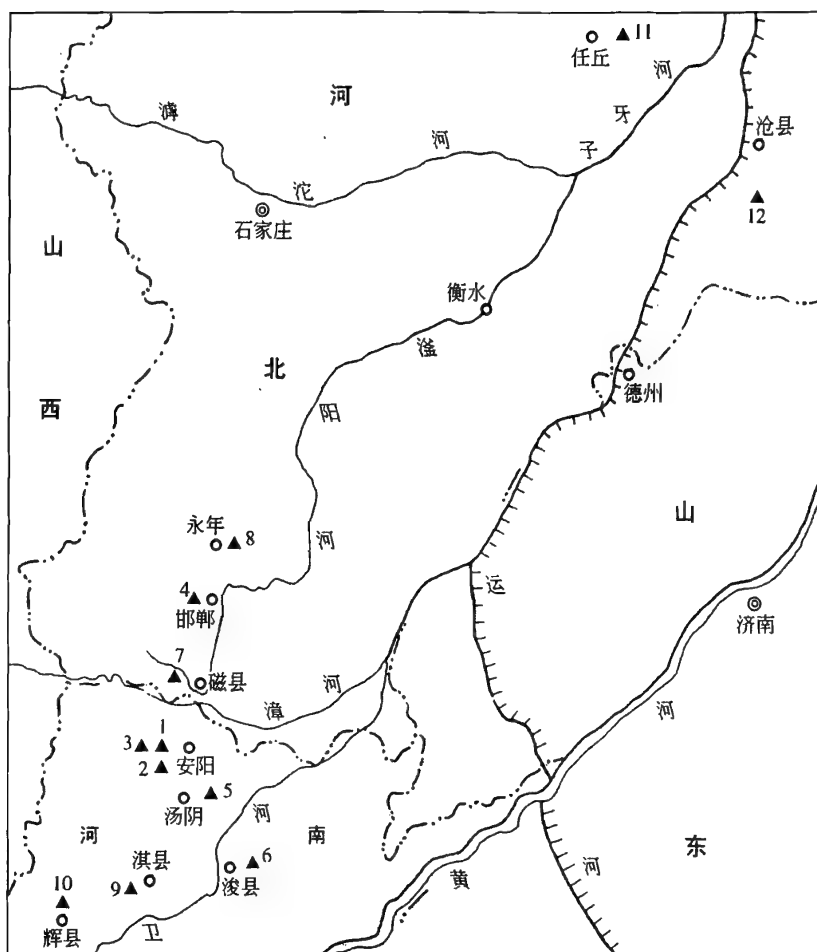 任丘
11
河
河
滹
沧县
牙
河
子
沱
石家庄
12
山
衡水
滏
北
德州
西
阳
山
永年
8
河
4
邯郸
运
济南
7
磁县
河
漳
河
3
1
安阳
2
5
汤阴
河
河
南
东
淇县
6
浚县
河
9
黄
10
辉县
卫